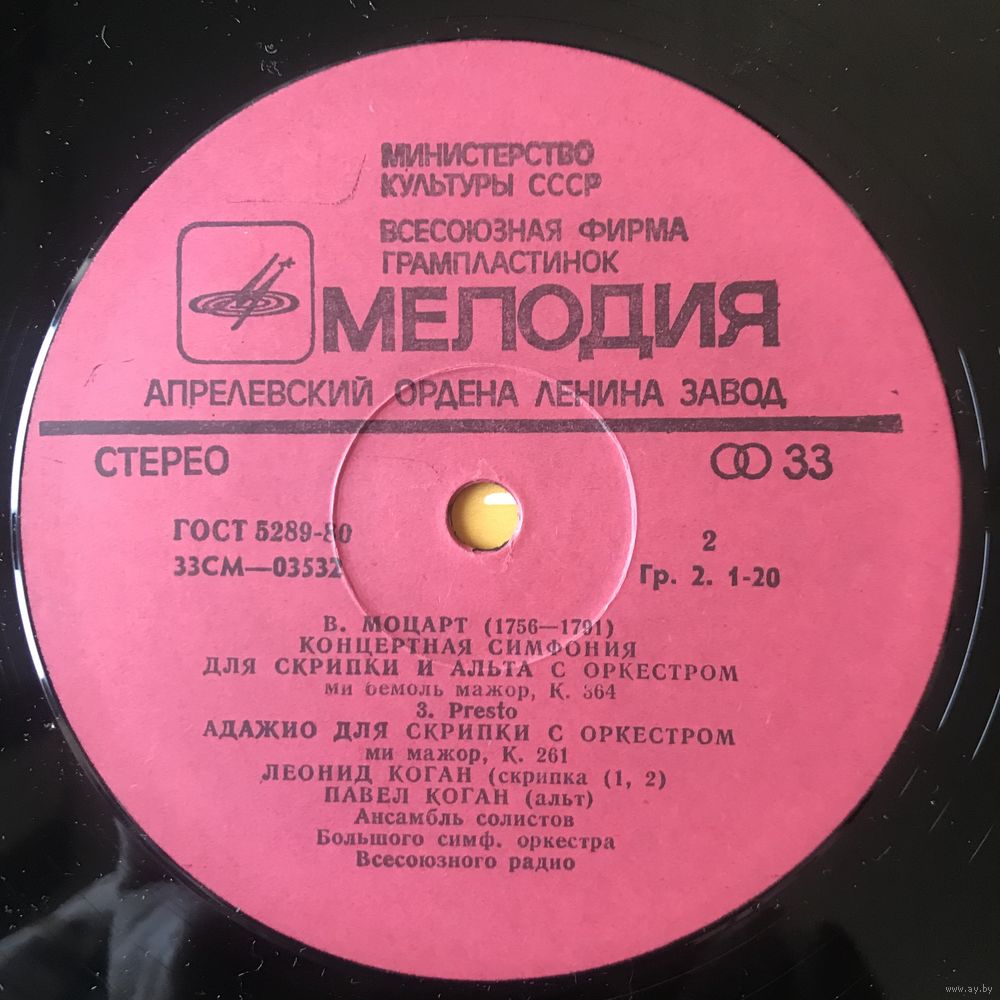 МИНИСТЕРСТВО
КУЛЬТУРЫ СССР
ВСЕСОЮЗНАЯ ФИРМА
ГРАМПЛАСТИНОК
МЕЛОДИЯ
АПРЕЛЕВСКИЙ ОРДЕНА ЛЕНИНА ЗАВОД
СТЕРЕО 33
ГОСТ 5289-80 2
33СМ—03532 Гр. 2. 1-20
В. МОЦАРТ (1756—1791)
КОНЦЕРТНАЯ СИМФОНИЯ
ДЛЯ СКРИПКИ И АЛЬТА С ОРКЕСТРОМ
ми бемоль мажор, К. 364
3. Presto
АДАЖИО ДЛЯ СКРИПКИ С ОРКЕСТРОМ
ми мажор, К. 261
ЛЕОНИД КОГАН (скрипка (1, 2)
ПАВЕЛ КОГАН (альт)
Ансамбль солистов
Большого симф. оркестра
Всесоюзного радио
www.ay.by